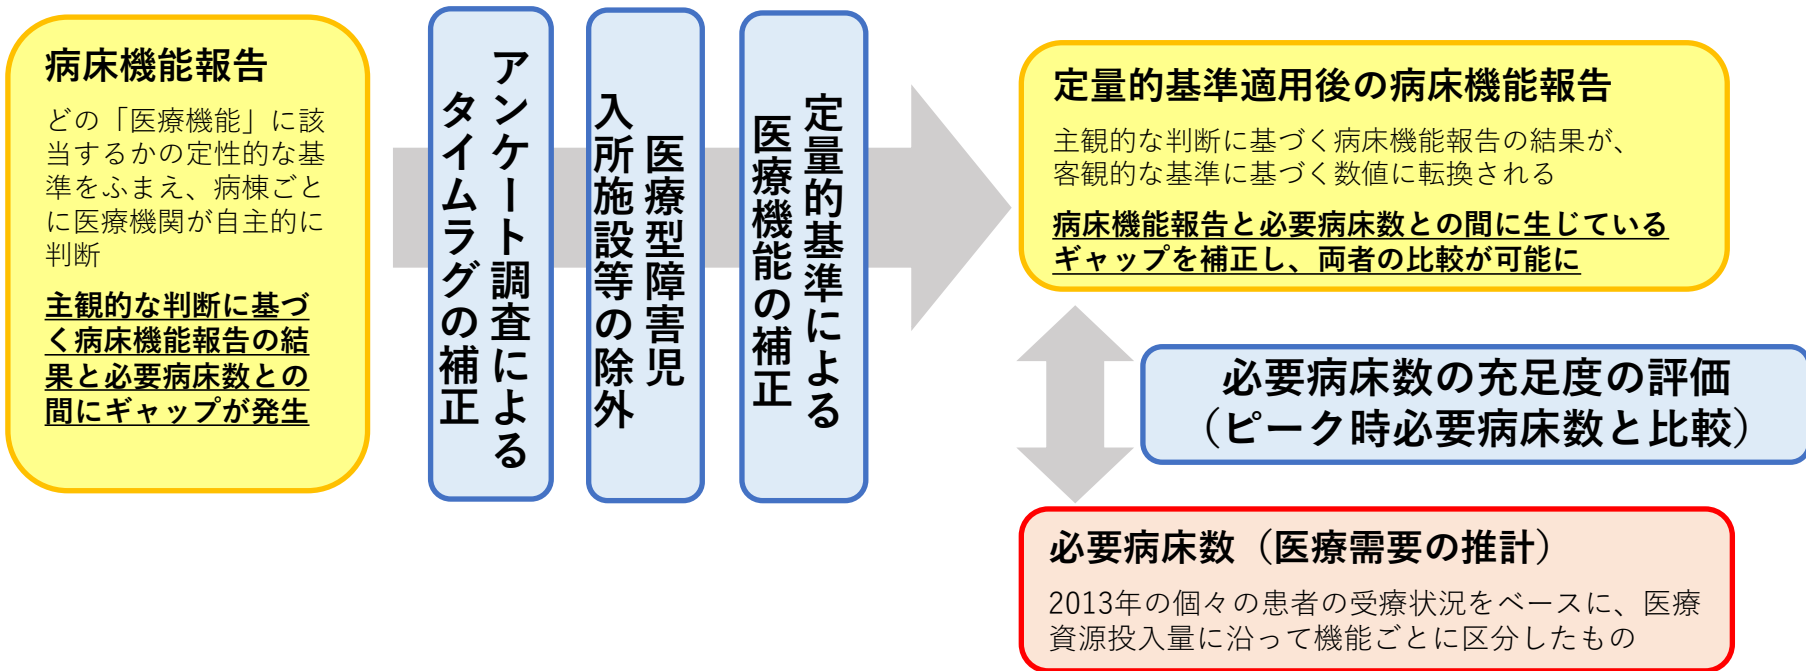 病床機能報告
どの「医療機能」に該
当するかの定性的な基
準をふまえ、病棟ごと
に医療機関が自主的に
判断
主観的な判断に基づ
く病床機能報告の結
果と必要病床数との
間にギャップが発生
アンケート調査による
タイムラグの補正
医療型障害児
入所施設等の除外
定量的基準による
医療機能の補正
定量的基準適用後の病床機能報告
主観的な判断に基づく病床機能報告の結果が、
客観的な基準に基づく数値に転換される
病床機能報告と必要病床数との間に生じている
ギャップを補正し、両者の比較が可能に
必要病床数の充足度の評価
（ピーク時必要病床数と比較）
必要病床数（医療需要の推計）
2013年の個々の患者の受療状況をベースに、医療
資源投入量に沿って機能ごとに区分したもの